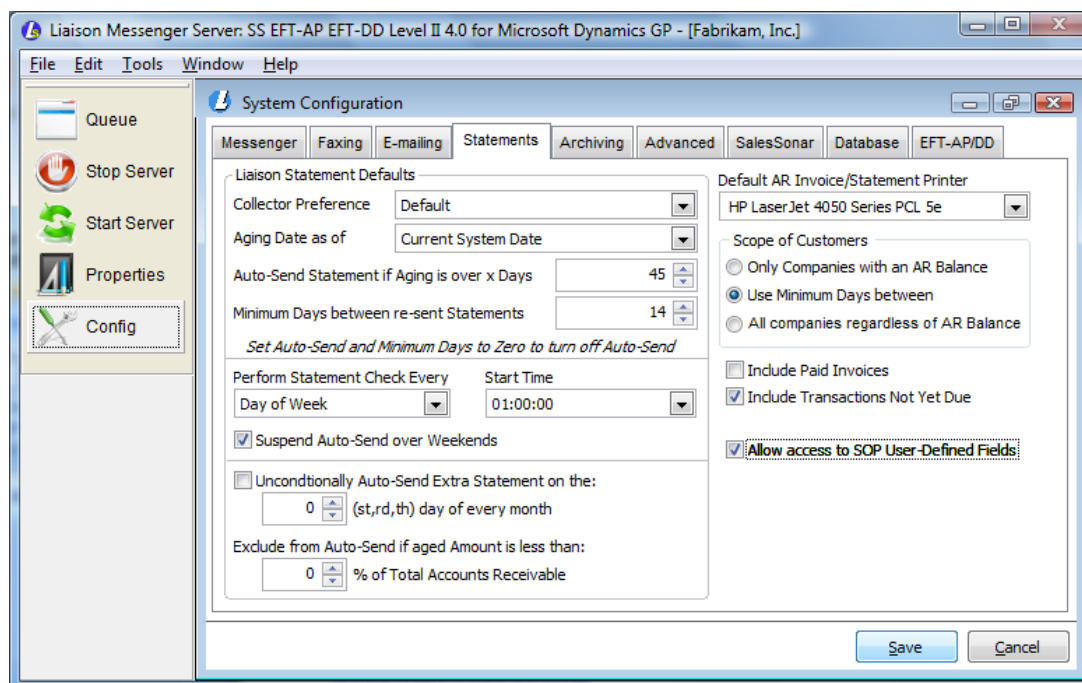 Liaison Messenger Server: SS EFT-AP EFT-DD Level II 4.0 for Microsoft Dynamics GP - [Fabrikam, Inc.]
File Edit Tools Window Help
Queue
Stop Server
Start Server
Properties
Config
System Configuration
Messenger Faxing E-mailing Statements Archiving Advanced SalesSonar Database EFT-AP/DD
Liaison Statement Defaults
Collector Preference Default
Aging Date as of Current System Date
Auto-Send Statement if Aging is over x Days 45
Minimum Days between re-sent Statements 14
Set Auto-Send and Minimum Days to Zero to turn off Auto-Send
Perform Statement Check Every Start Time
Day of Week 01:00:00
Suspend Auto-Send over Weekends
Uncondtionally Auto-Send Extra Statement on the:
0 (st,rd,th) day of every month
Exclude from Auto-Send if aged Amount is less than:
0 % of Total Accounts Receivable
Default AR Invoice/Statement Printer
HP LaserJet 4050 Series PCL 5e
Scope of Customers
Only Companies with an AR Balance
Use Minimum Days between
All companies regardless of AR Balance
Include Paid Invoices
Include Transactions Not Yet Due
Allow access to SOP User-Defined Fields
Save Cancel